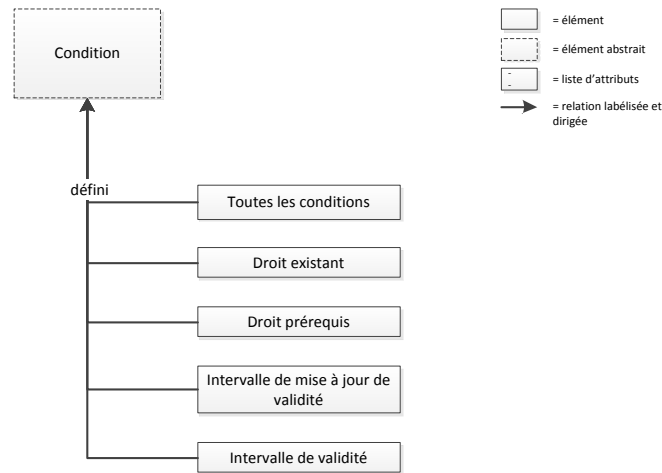 Condition
= élément
= élément abstrait
= liste d'attributs
= relation labélisée et
dirigée
défini
Toutes les conditions
Droit existant
Droit prérequis
Intervalle de mise à jour de
validité
Intervalle de validité